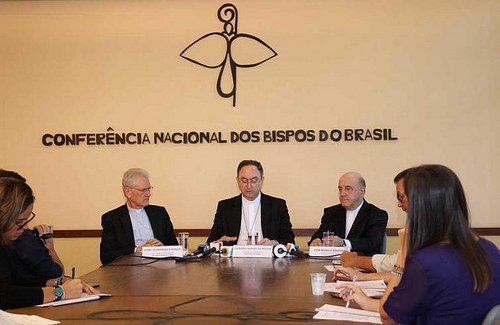 CONFERÊNCIA NACIONAL DOS BISPOS DO BRASIL